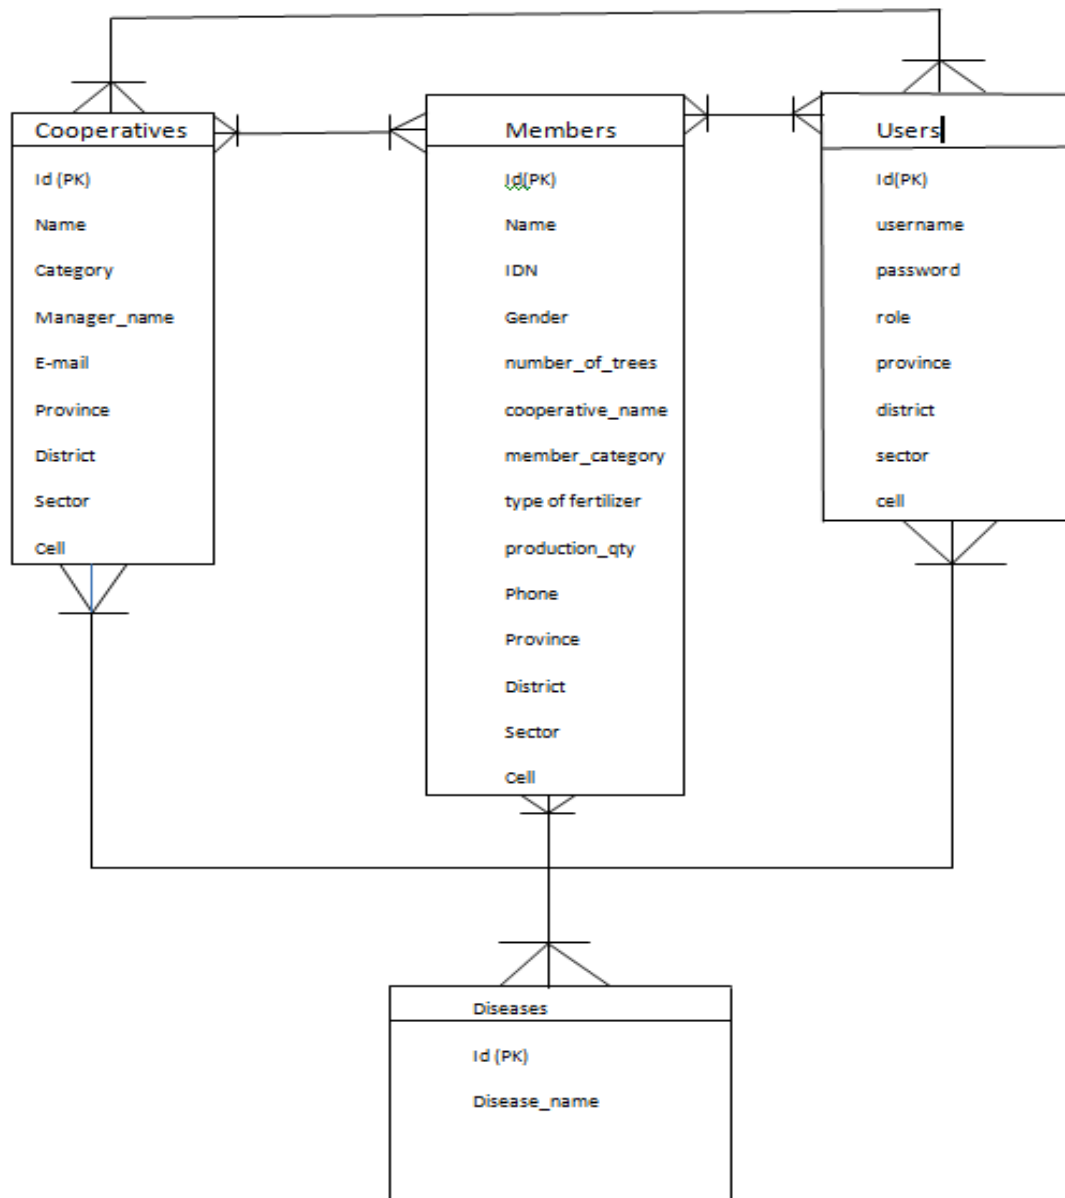 Cooperatives
Id (PK)
Name
Category
Manager_name
E-mail
Province
District
Sector
Cell
Members
Id(PK)
Name
IDN
Gender
number_of_trees
cooperative_name
member_category
type of fertilizer
production_qty
Phone
Province
District
Sector
Cell
Users
Id(PK)
username
password
role
province
district
sector
cell
Diseases
Id (PK)
Disease_name